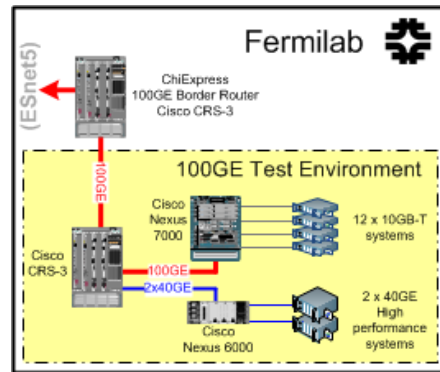 Fermilab
(ESnet5)
ChiExpress
100GE Border Router
Cisco CRS-3
100GE
100GE Test Environment
Cisco
Nexus
7000
12 x 10GB-T
systems
Cisco
CRS-3
100GE
2x40GE
Cisco
Nexus 6000
2 x 40GE
High
performance
systems